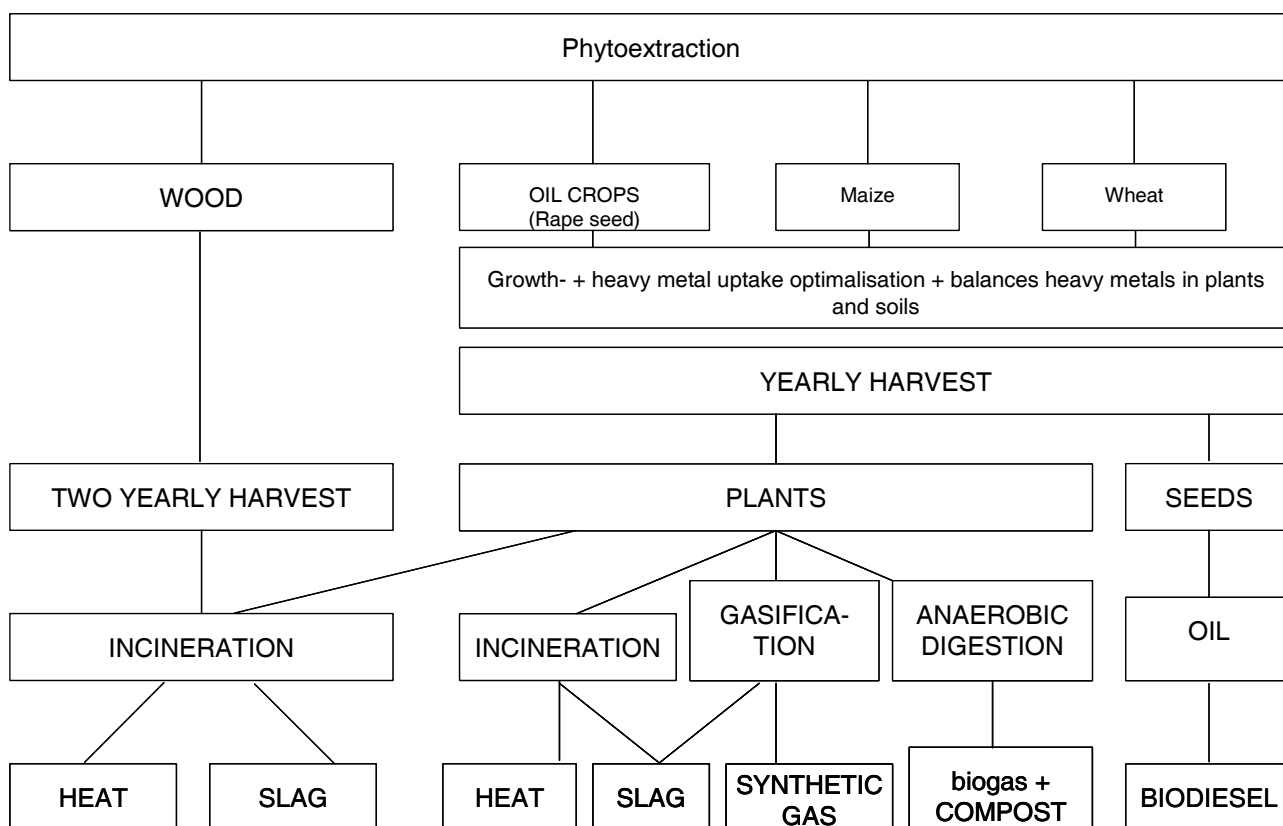 Phytoextraction
WOOD
OIL CROPS
(Rape seed)
Maize
Wheat
Growth- + heavy metal uptake optimalisation + balances heavy metals in plants
and soils
YEARLY HARVEST
TWO YEARLY HARVEST
PLANTS
SEEDS
INCINERATION
INCINERATION
GASIFICA-
TION
ANAEROBIC
DIGESTION
OIL
HEAT
SLAG
HEAT
SLAG
SYNTHETIC
GAS
biogas +
COMPOST
BIODIESEL